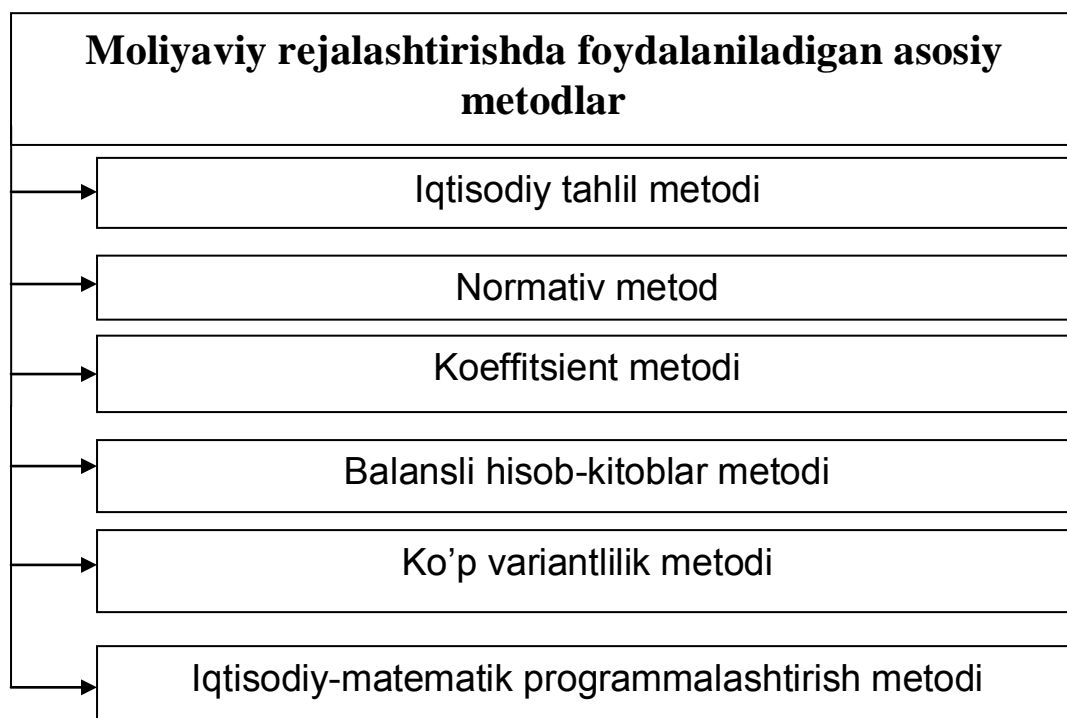 Moliyaviy rejalashtirishda foydalaniladigan asosiy
metodlar
Iqtisodiy tahlil metodi
Normativ metod
Koeffitsient metodi
Balansli hisob-kitoblar metodi
Ko’p variantlilik metodi
Iqtisodiy-matematik programmalashtirish metodi